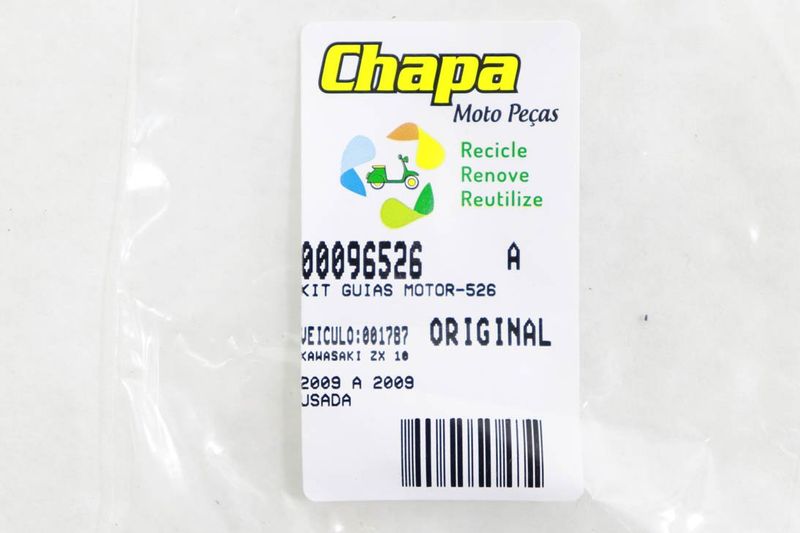 Chapa
Moto Peças
Recicle
Renove
Reutilize
00096526 A
KIT GUIAS MOTOR-526
VEICULO:001787 ORIGINAL
KAWASAKI ZX 10
2009 A 2009
USADA